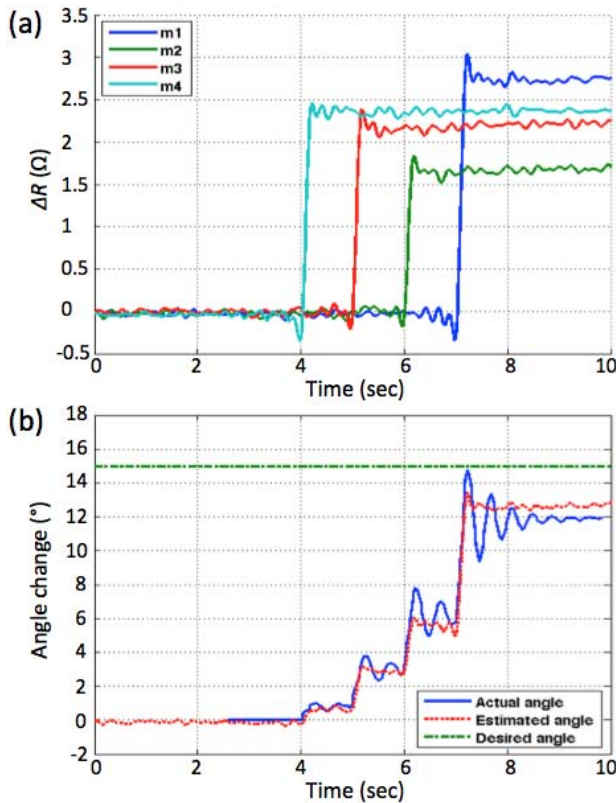 (a)
3.5
3
2.5
2
1.5
1
0.5
0
-0.5
ΔR (Ω)
m1
m2
m3
m4
0 2 4 6 8 10
Time (sec)
(b)
18
16
14
12
10
8
6
4
2
0
-2
Angle change (°)
Actual angle
Estimated angle
Desired angle
0 2 4 6 8 10
Time (sec)